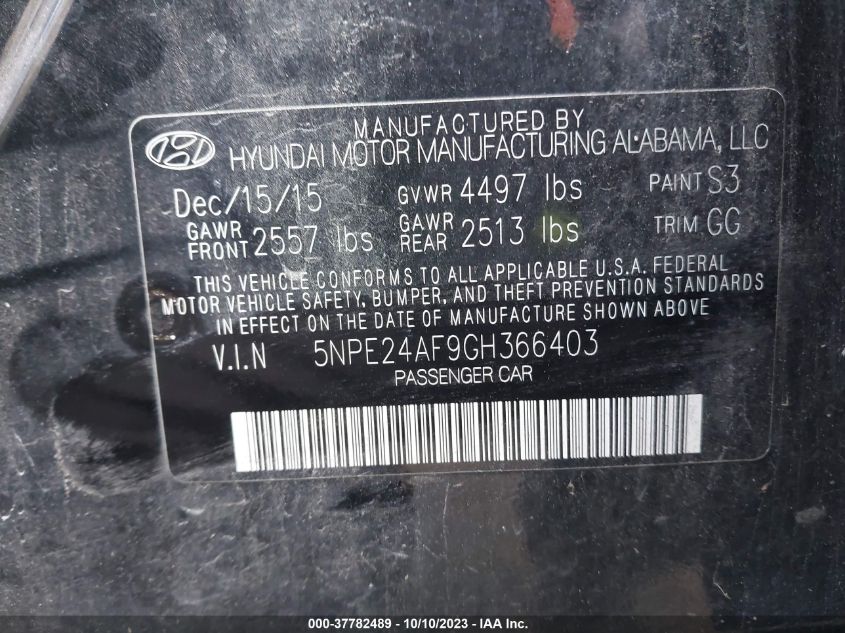 MANUFACTURED BY
HYUNDAI MOTOR MANUFACTURING ALABAMA, LLC
Dec/15/15 GVWR 4497 lbs PAINT S3
GAWR FRONT 2557 lbs GAWR REAR 2513 lbs TRIM GG
THIS VEHICLE CONFORMS TO ALL APPLICABLE U.S.A. FEDERAL
MOTOR VEHICLE SAFETY, BUMPER, AND THEFT PREVENTION STANDARDS
IN EFFECT ON THE DATE OF MANUFACTURE SHOWN ABOVE
V.I.N 5NPE24AF9GH366403
PASSENGER CAR
000-37782489 - 10/10/2023 - IAA Inc.